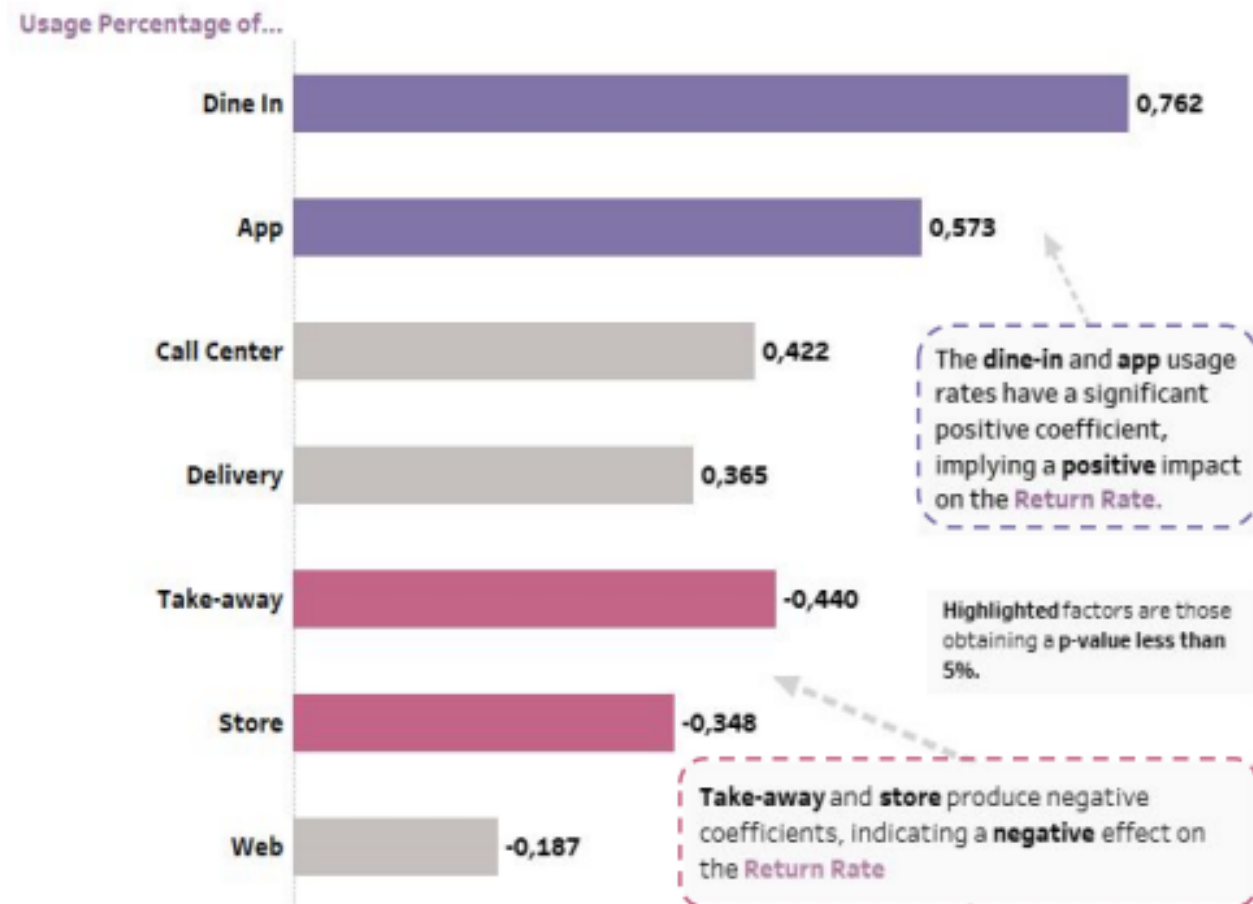 Usage Percentage of...
Dine In
0,762
App
0,573
Call Center
0,422
The dine-in and app usage
rates have a significant
positive coefficient,
implying a positive impact
on the Return Rate.
Delivery
0,365
Take-away
-0,440
Highlighted factors are those
obtaining a p-value less than
5%.
Store
-0,348
Take-away and store produce negative
coefficients, indicating a negative effect on
the Return Rate
Web
-0,187